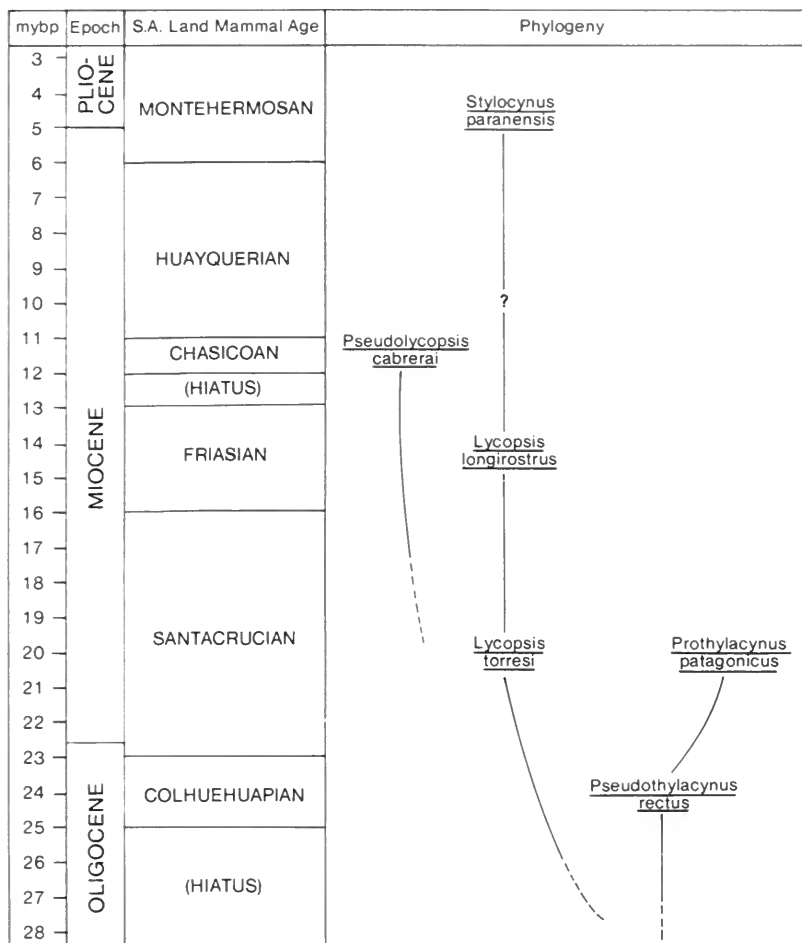 mybp Epoch S.A. Land Mammal Age Phylogeny
3
4
5
6
7
8
9
10
11
12
13
14
15
16
17
18
19
20
21
22
23
24
25
26
27
28
PLIO-
CENE
MIOCENE
OLIGOCENE
MONTEHERMOSAN
HUAYQUERIAN
CHASICOAN
(HIATUS)
FRIASIAN
SANTACRUCIAN
COLHUEHUAPIAN
(HIATUS)
Stylocynus
paranensis
?
Pseudolycopsis
cabrerai
Lycopsis
longirostrus
Lycopsis
torresi
Prothylacynus
patagonicus
Pseudothylacynus
rectus